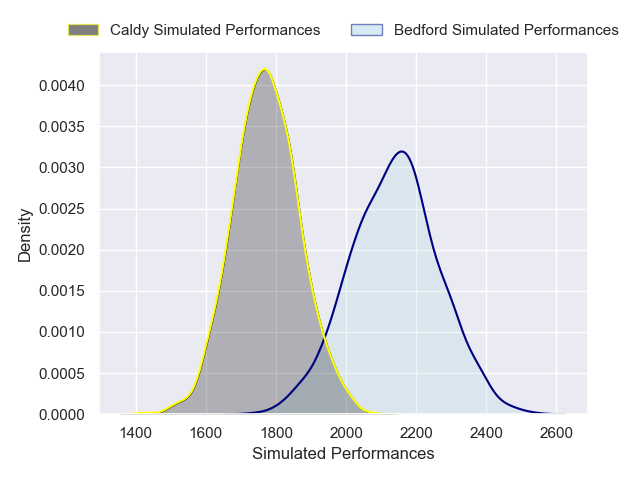 Caldy Simulated Performances
Bedford Simulated Performances
0.0040
0.0035
0.0030
0.0025
0.0020
0.0015
0.0010
0.0005
0.0000
Density
1400 1600 1800 2000 2200 2400 2600
Simulated Performances